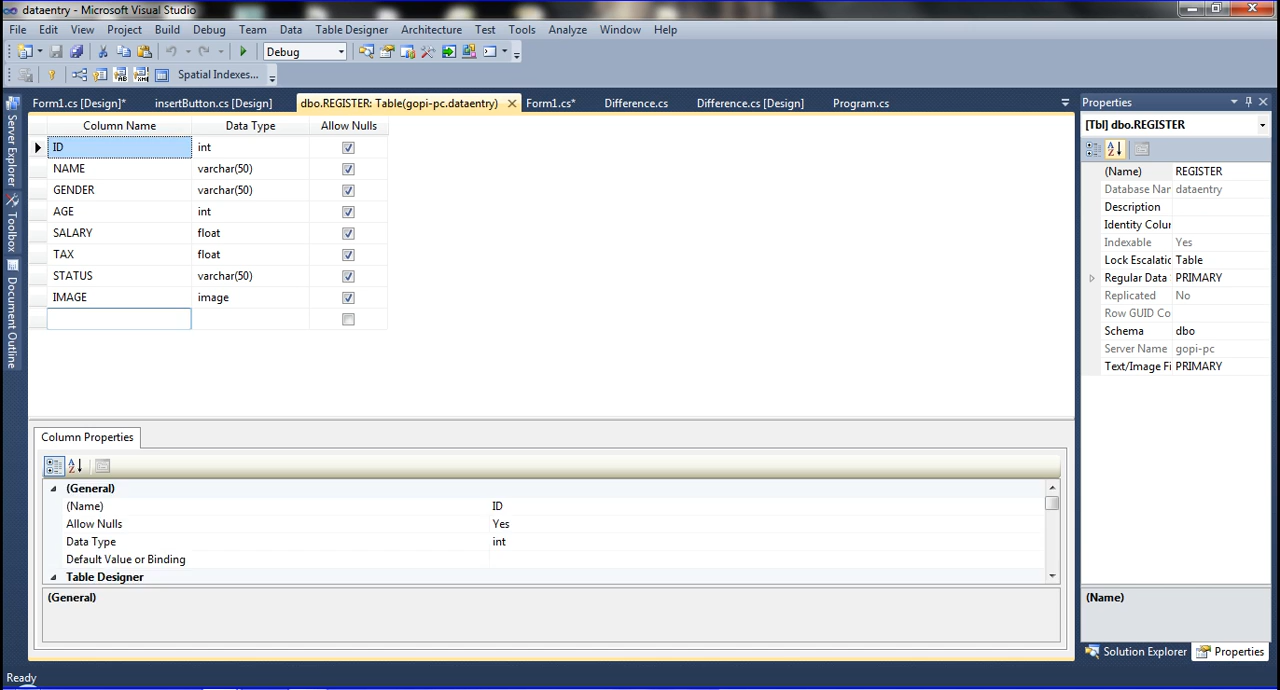 dataentry - Microsoft Visual Studio
File Edit View Project Build Debug Team Data Table Designer Architecture Test Tools Analyze Window Help
Debug
Spatial Indexes...
Form1.cs [Design]* insertButton.cs [Design] dbo.REGISTER: Table(gopi-pc.dataentry) Form1.cs* Difference.cs Difference.cs [Design] Program.cs
Server Explorer
Toolbox
Document Outline
Column Name Data Type Allow Nulls
ID int
NAME varchar(50)
GENDER varchar(50)
AGE int
SALARY float
TAX float
STATUS varchar(50)
IMAGE image
Column Properties
(General)
(Name) ID
Allow Nulls Yes
Data Type int
Default Value or Binding
Table Designer
(General)
Properties
[Tbl] dbo.REGISTER
(Name) REGISTER
Database Nar dataentry
Description
Identity Colur
Indexable Yes
Lock Escalatic Table
Regular Data PRIMARY
Replicated No
Row GUID Co
Schema dbo
Server Name gopi-pc
Text/Image Fi PRIMARY
(Name)
Solution Explorer Properties
Ready